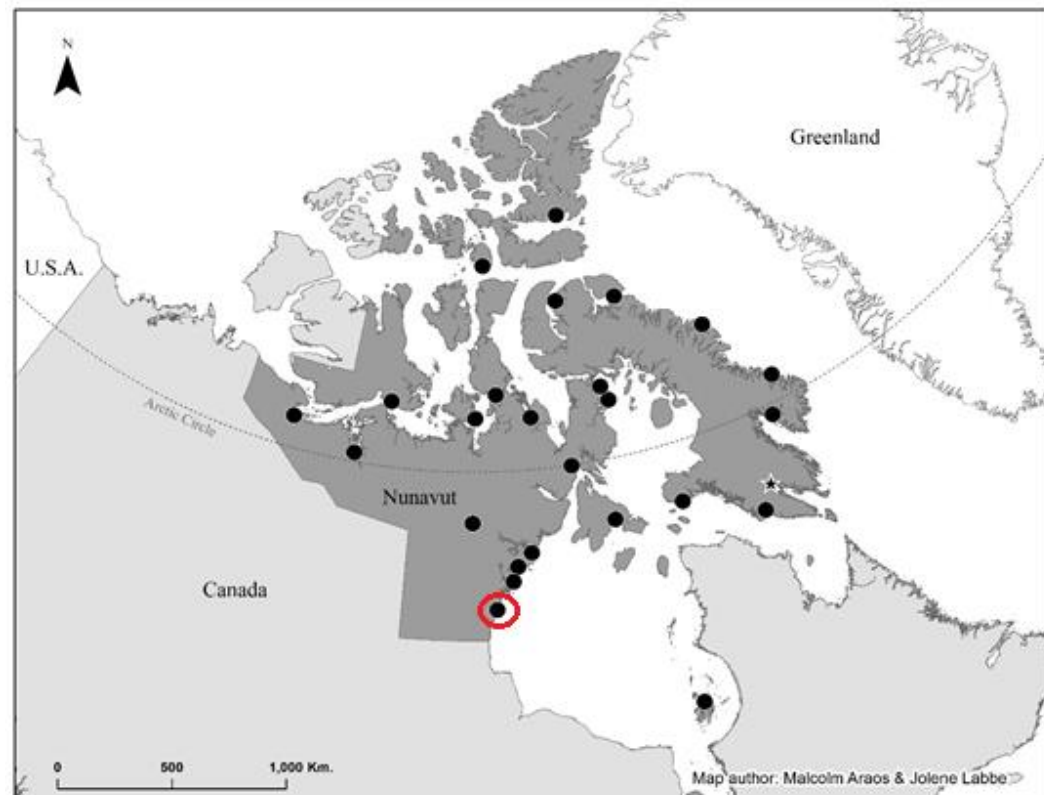 N
Greenland
U.S.A.
Arctic Circle
Nunavut
Canada
0 500 1,000 Km.
Map author: Malcolm Araos & Jolene Labbe